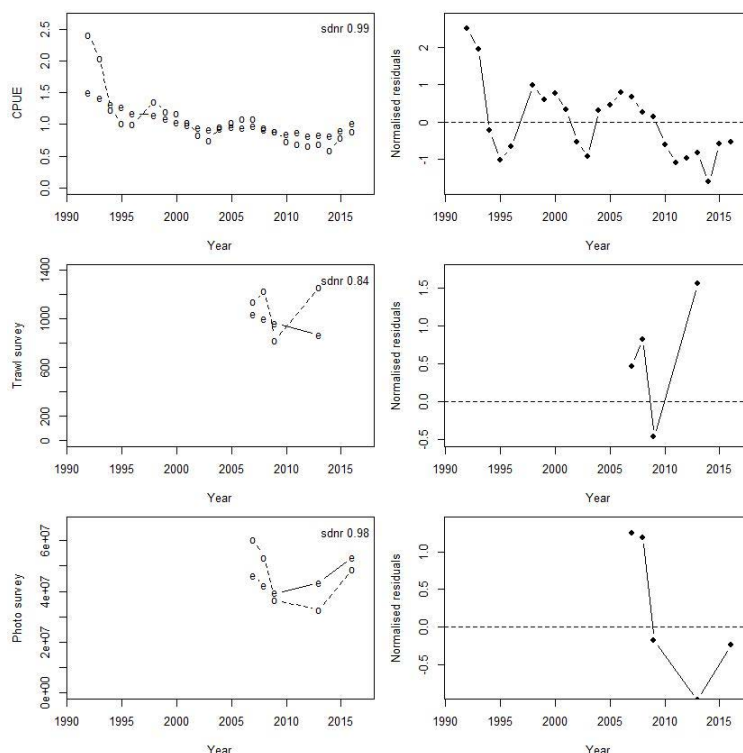 sdnr 0.99
CPUE
0.0 0.5 1.0 1.5 2.0 2.5
1990 1995 2000 2005 2010 2015
Year
Normalised residuals
-1 0 1 2
1990 1995 2000 2005 2010 2015
Year
sdnr 0.84
Trawl survey
0 200 600 1000 1400
1990 1995 2000 2005 2010 2015
Year
Normalised residuals
-0.5 0.0 0.5 1.0 1.5
1990 1995 2000 2005 2010 2015
Year
sdnr 0.98
Photo survey
0e+00 2e+07 4e+07 6e+07
1990 1995 2000 2005 2010 2015
Year
Normalised residuals
-0.5 0.0 0.5 1.0
1990 1995 2000 2005 2010 2015
Year